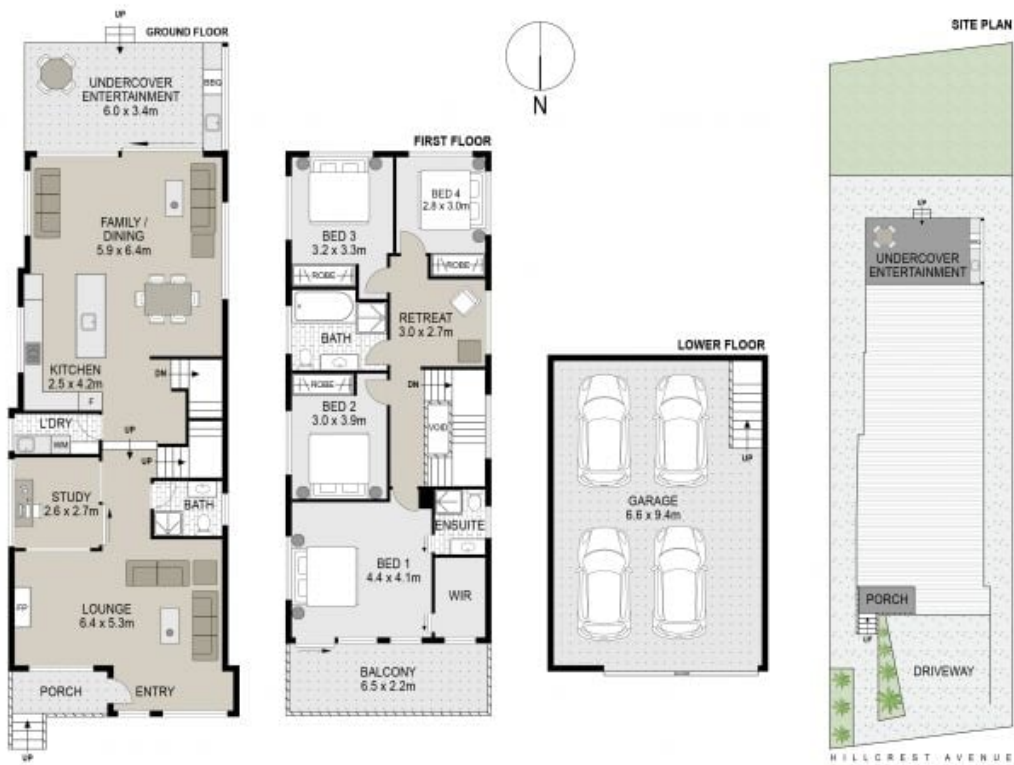 UP
GROUND FLOOR
UNDERCOVER
ENTERTAINMENT
6.0 x 3.4m
BBQ
FAMILY /
DINING
5.9 x 6.4m
KITCHEN
2.5 x 4.2m
DN
F
L'DRY
WM
UP
UP
STUDY
2.6 x 2.7m
BATH
LOUNGE
6.4 x 5.3m
FP
PORCH
ENTRY
UP
N
FIRST FLOOR
BED 3
3.2 x 3.3m
ROBE
BED 4
2.8 x 3.0m
ROBE
RETREAT
3.0 x 2.7m
BATH
ROBE
BED 2
3.0 x 3.9m
DN
VOID
ENSUITE
BED 1
4.4 x 4.1m
WIR
BALCONY
6.5 x 2.2m
LOWER FLOOR
UP
GARAGE
6.6 x 9.4m
SITE PLAN
UP
BBQ
UNDERCOVER
ENTERTAINMENT
PORCH
UP
DRIVEWAY
HILLCREST AVENUE